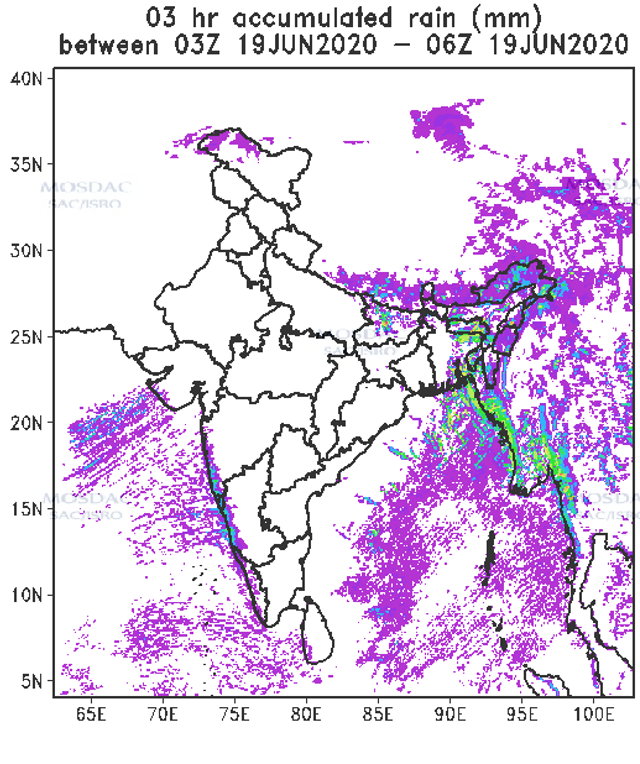 03 hr accumulated rain (mm)
between 03Z 19JUN2020 – 06Z 19JUN2020
40N
35N
MOSDAC
SAC/ISRO
MOSDAC
SAC/ISRO
30N
25N
MOSDAC
SAC/ISRO
20N
15N
MOSDAC
SAC/ISRO
MOSDAC
SAC/ISRO
10N
5N
65E 70E 75E 80E 85E 90E 95E 100E